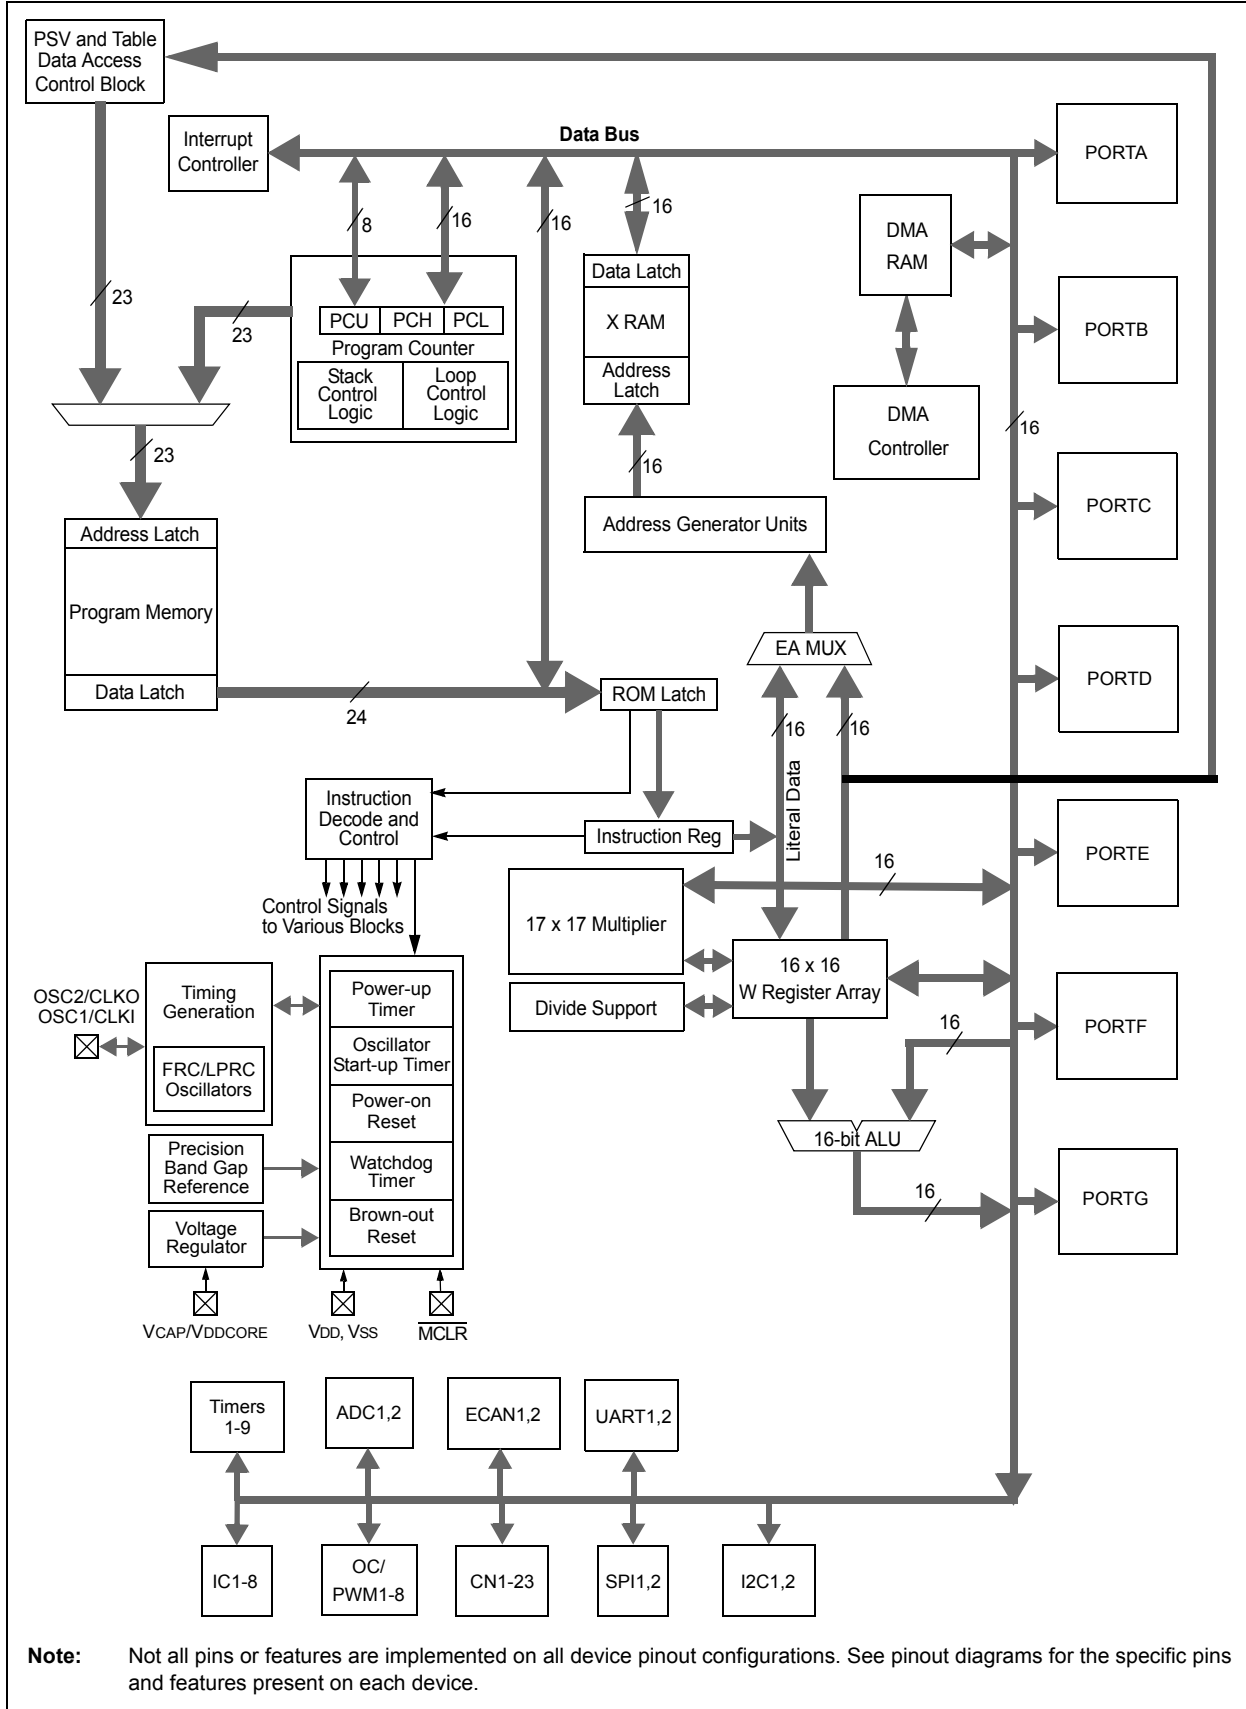 PSV and Table
Data Access
Control Block
Interrupt
Controller
Data Bus
PORTA
8
16
16
16
DMA
RAM
Data Latch
X RAM
Address
Latch
23
23
PCU
PCH
PCL
Program Counter
Stack
Control
Logic
Loop
Control
Logic
PORTB
DMA
Controller
16
23
16
PORTC
Address Generator Units
Address Latch
Program Memory
Data Latch
24
EA MUX
ROM Latch
PORTD
16
16
Literal Data
Instruction
Decode and
Control
Instruction Reg
PORTE
16
Control Signals
to Various Blocks
17 x 17 Multiplier
16 x 16
W Register Array
Divide Support
OSC2/CLKO
OSC1/CLKI
Timing
Generation
FRC/LPRC
Oscillators
Power-up
Timer
Oscillator
Start-up Timer
Power-on
Reset
Watchdog
Timer
Brown-out
Reset
16
PORTF
16-bit ALU
Precision
Band Gap
Reference
Voltage
Regulator
16
PORTG
VCAP/VDDCORE
VDD, VSS
MCLR
Timers
1-9
ADC1,2
ECAN1,2
UART1,2
IC1-8
OC/
PWM1-8
CN1-23
SPI1,2
I2C1,2
Note: Not all pins or features are implemented on all device pinout configurations. See pinout diagrams for the specific pins
and features present on each device.